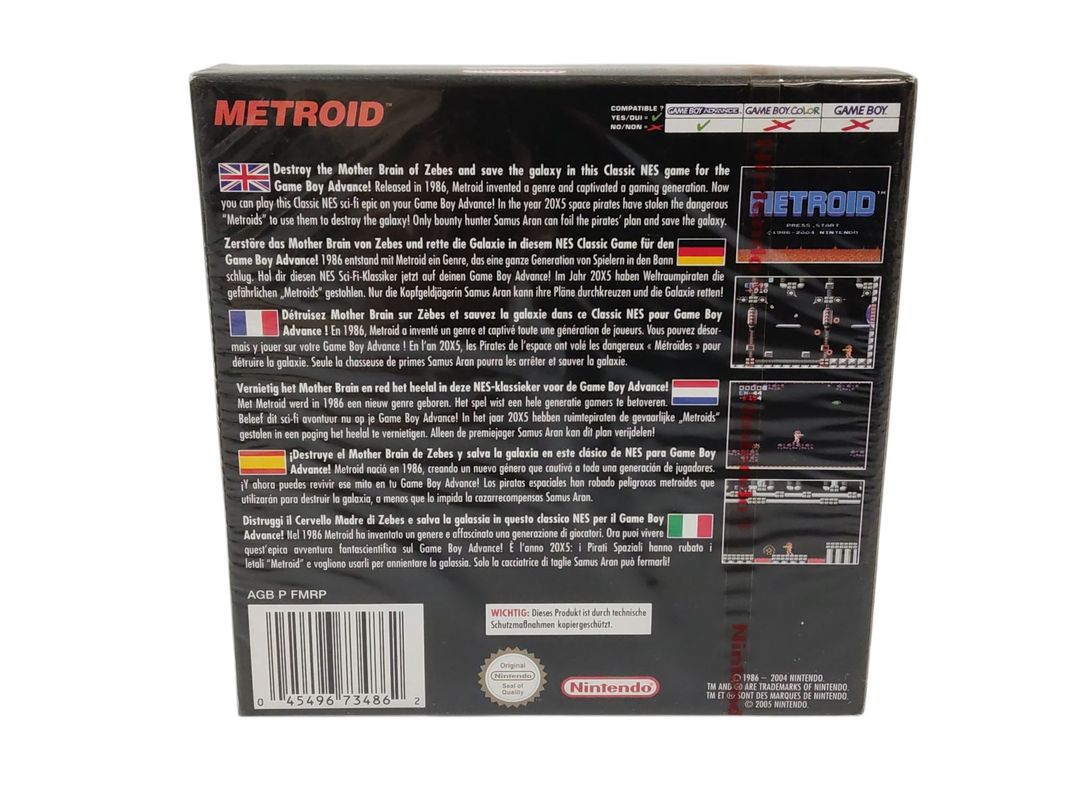 METROID™
COMPATIBLE ?
YES/OUI = ✓
NO/NON = ✗
GAME BOY ADVANCE
GAME BOY COLOR
GAME BOY
Destroy the Mother Brain of Zebes and save the galaxy in this Classic NES game for the
Game Boy Advance! Released in 1986, Metroid invented a genre and captivated a gaming generation. Now
you can play this Classic NES sci-fi epic on your Game Boy Advance! In the year 20X5 space pirates have stolen the dangerous
"Metroids" to use them to destroy the galaxy! Only bounty hunter Samus Aran can foil the pirates' plan and save the galaxy.
Zerstöre das Mother Brain von Zebes und rette die Galaxie in diesem NES Classic Game für den
Game Boy Advance! 1986 entstand mit Metroid ein Genre, das eine ganze Generation von Spielern in den Bann
schlug. Hol dir diesen NES Sci-Fi-Klassiker jetzt auf deinen Game Boy Advance! Im Jahr 20X5 haben Weltraumpiraten die
gefährlichen „Metroids" gestohlen. Nur die Kopfgeldjägerin Samus Aran kann ihre Pläne durchkreuzen und die Galaxie retten!
Détruisez Mother Brain sur Zèbes et sauvez la galaxie dans ce Classic NES pour Game Boy
Advance ! En 1986, Metroid a inventé un genre et captivé toute une génération de joueurs. Vous pouvez désor-
mais y jouer sur votre Game Boy Advance ! En l'an 20X5, les Pirates de l'espace ont volé les dangereux « Métroïdes » pour
détruire la galaxie. Seule la chasseuse de primes Samus Aran pourra les arrêter et sauver la galaxie.
Vernietig het Mother Brain en red het heelal in deze NES-klassieker voor de Game Boy Advance!
Met Metroid werd in 1986 een nieuw genre geboren. Het spel wist een hele generatie gamers te betoveren.
Beleef dit sci-fi avontuur nu op je Game Boy Advance! In het jaar 20X5 hebben ruimtepiraten de gevaarlijke „Metroids"
gestolen in een poging het heelal te vernietigen. Alleen de premiejager Samus Aran kan dit plan verijdelen!
¡Destruye el Mother Brain de Zebes y salva la galaxia en este clásico de NES para Game Boy
Advance! Metroid nació en 1986, creando un nuevo género que cautivó a toda una generación de jugadores.
¡Y ahora puedes revivir ese mito en tu Game Boy Advance! Los piratas espaciales han robado peligrosos metroides que
utilizarán para destruir la galaxia, a menos que lo impida la cazarrecompensas Samus Aran.
Distruggi il Cervello Madre di Zebes e salva la galassia in questo classico NES per il Game Boy
Advance! Nel 1986 Metroid ha inventato un genere e affascinato una generazione di giocatori. Ora puoi vivere
quest'epica avventura fantascientifica sul Game Boy Advance! È l'anno 20X5: i Pirati Spaziali hanno rubato i
letali "Metroid" e vogliono usarli per annientare la galassia. Solo la cacciatrice di taglie Samus Aran può fermarli!
METROID™
PRESS START
©1986-2004 NINTENDO
AGB P FMRP
0 45496 73486 2
WICHTIG: Dieses Produkt ist durch technische
Schutzmaßnahmen kopiergeschützt.
Original
Nintendo
Seal of
Quality
Nintendo
Nintendo
© 1986 – 2004 NINTENDO.
TM AND ® ARE TRADEMARKS OF NINTENDO.
TM ET ® SONT DES MARQUES DE NINTENDO.
© 2005 NINTENDO.